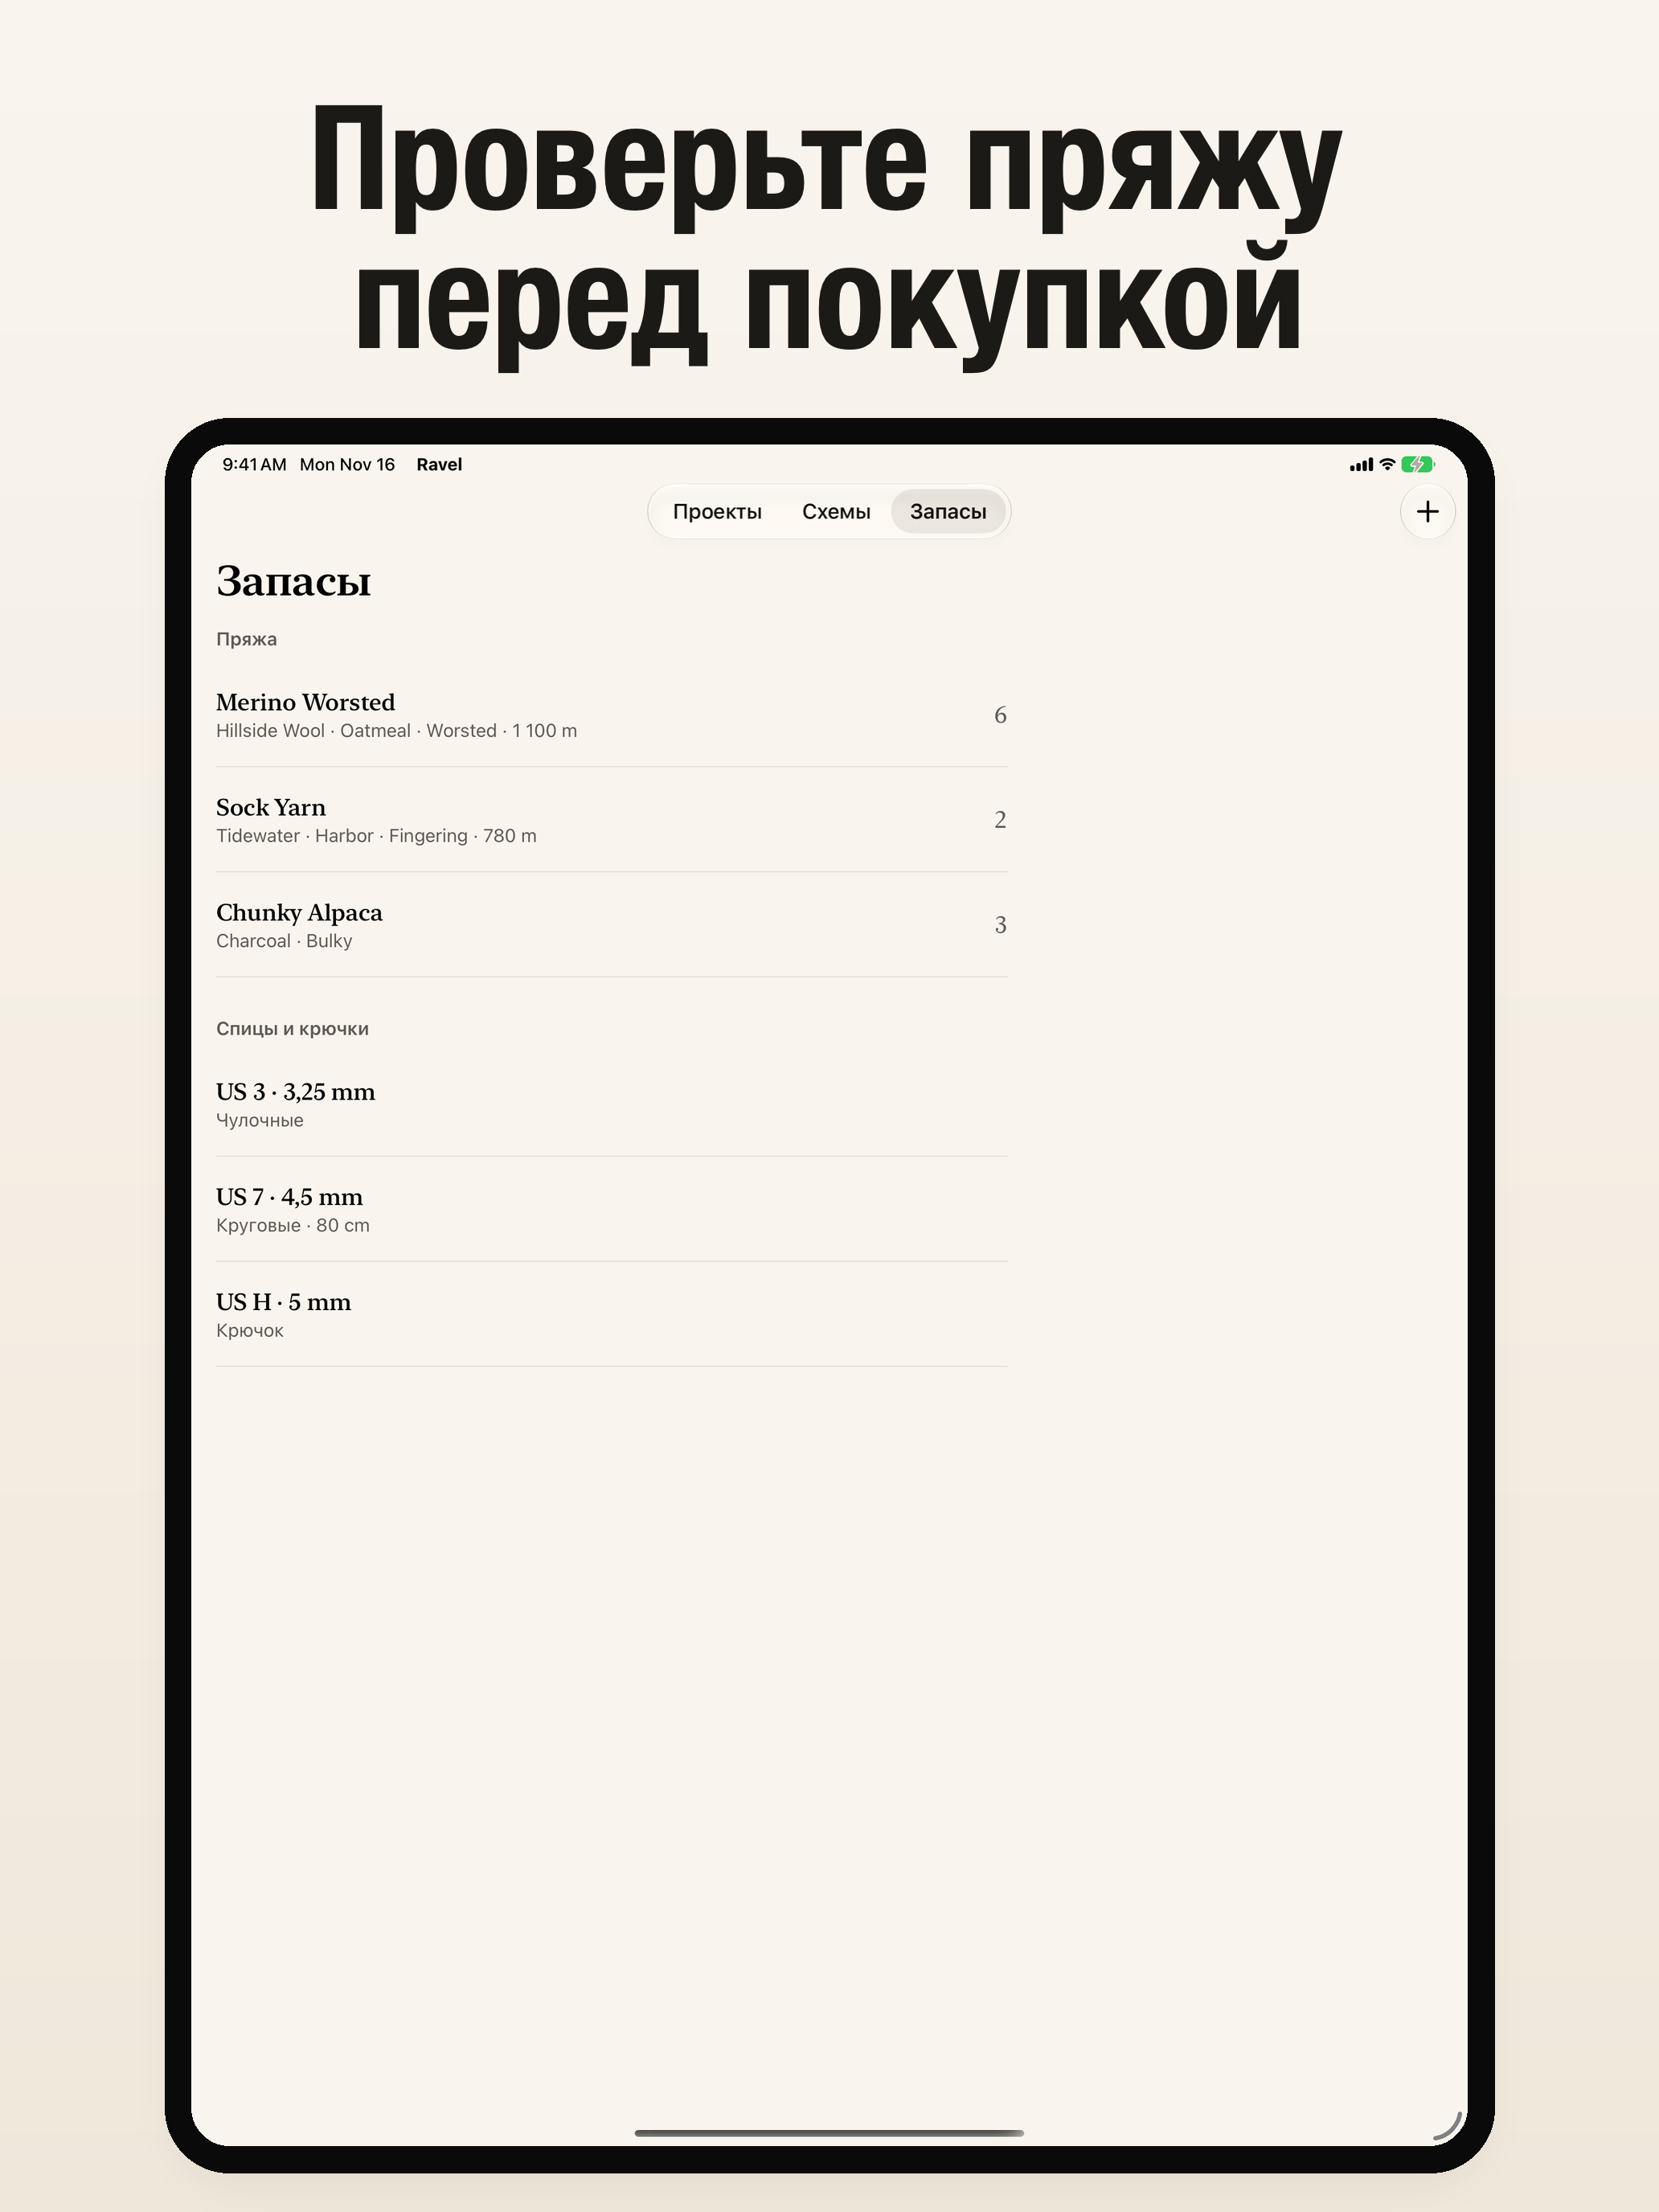 Проверьте пряжу
перед покупкой
9:41 AM Mon Nov 16 Ravel
Проекты Схемы Запасы
Запасы
Пряжа
Merino Worsted
Hillside Wool · Oatmeal · Worsted · 1 100 m
6
Sock Yarn
Tidewater · Harbor · Fingering · 780 m
2
Chunky Alpaca
Charcoal · Bulky
3
Спицы и крючки
US 3 · 3,25 mm
Чулочные
US 7 · 4,5 mm
Круговые · 80 cm
US H · 5 mm
Крючок